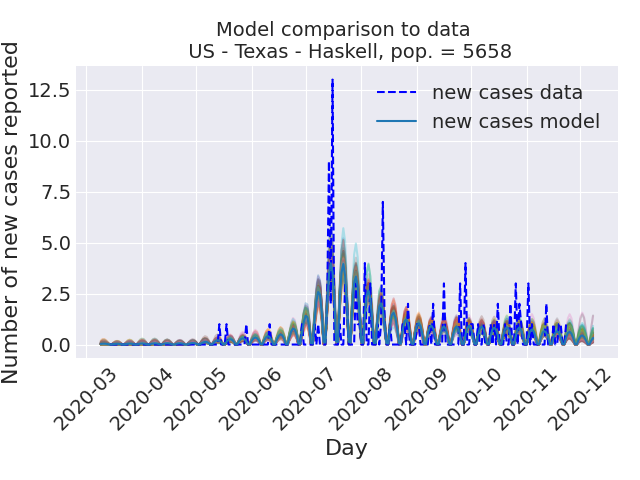 Model comparison to data
US - Texas - Haskell, pop. = 5658
Number of new cases reported
12.5
10.0
7.5
5.0
2.5
0.0
new cases data
new cases model
2020-03
2020-04
2020-05
2020-06
2020-07
2020-08
2020-09
2020-10
2020-11
2020-12
Day